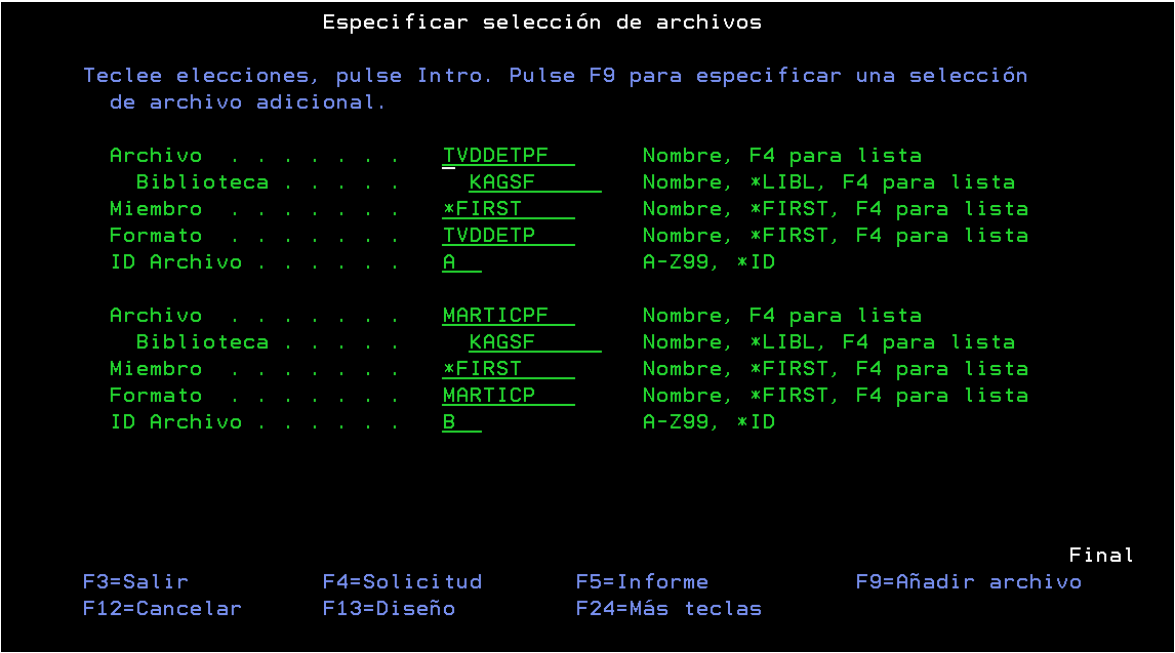 Especificar selección de archivos
Teclee elecciones, pulse Intro. Pulse F9 para especificar una selección
de archivo adicional.
Archivo . . . . . . . TVDDETPF Nombre, F4 para lista
Biblioteca . . . . . KAGSF Nombre, *LIBL, F4 para lista
Miembro . . . . . . . *FIRST Nombre, *FIRST, F4 para lista
Formato . . . . . . . TVDDETP Nombre, *FIRST, F4 para lista
ID Archivo . . . . . . A A-Z99, *ID
Archivo . . . . . . . MARTICPF Nombre, F4 para lista
Biblioteca . . . . . KAGSF Nombre, *LIBL, F4 para lista
Miembro . . . . . . . *FIRST Nombre, *FIRST, F4 para lista
Formato . . . . . . . MARTICP Nombre, *FIRST, F4 para lista
ID Archivo . . . . . . B A-Z99, *ID
Final
F3=Salir F4=Solicitud F5=Informe F9=Añadir archivo
F12=Cancelar F13=Diseño F24=Más teclas